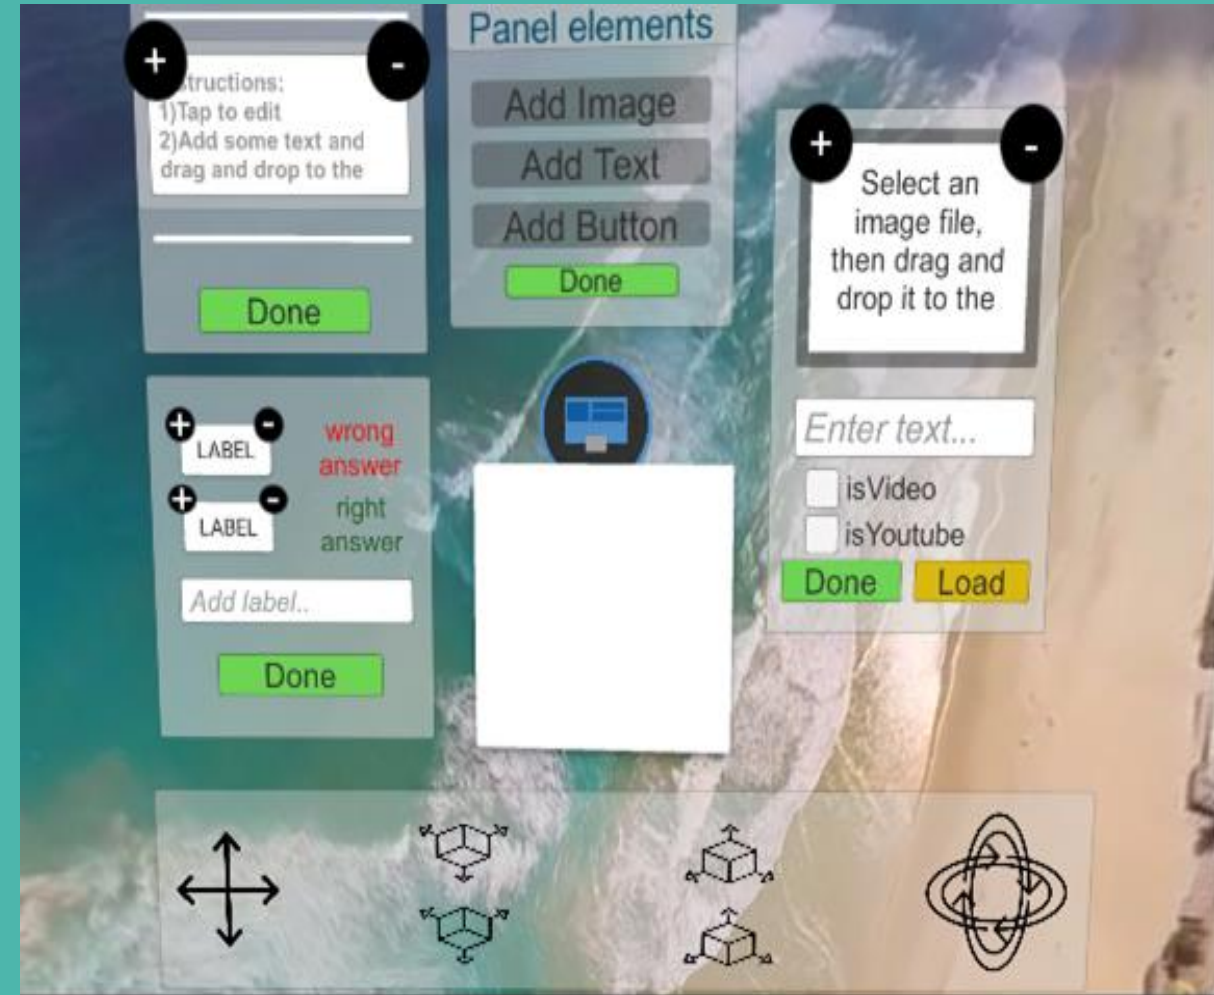 +
-
structions:
1)Tap to edit
2)Add some text and
drag and drop to the
Done
Panel elements
Add Image
Add Text
Add Button
Done
+
-
Select an
image file,
then drag and
drop it to the
Enter text...
isVideo
isYoutube
Done
Load
+
-
LABEL
wrong
answer
+
-
LABEL
right
answer
Add label..
Done